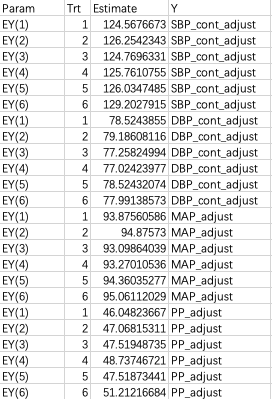 Param Trt Estimate Y
EY(1) 1 124.5676673 SBP_cont_adjust
EY(2) 2 126.2542343 SBP_cont_adjust
EY(3) 3 124.7696331 SBP_cont_adjust
EY(4) 4 125.7610755 SBP_cont_adjust
EY(5) 5 126.0347485 SBP_cont_adjust
EY(6) 6 129.2027915 SBP_cont_adjust
EY(1) 1 78.5243855 DBP_cont_adjust
EY(2) 2 79.18608116 DBP_cont_adjust
EY(3) 3 77.25824994 DBP_cont_adjust
EY(4) 4 77.02423977 DBP_cont_adjust
EY(5) 5 78.52432074 DBP_cont_adjust
EY(6) 6 77.99138573 DBP_cont_adjust
EY(1) 1 93.87560586 MAP_adjust
EY(2) 2 94.87573 MAP_adjust
EY(3) 3 93.09864039 MAP_adjust
EY(4) 4 93.27010536 MAP_adjust
EY(5) 5 94.36035277 MAP_adjust
EY(6) 6 95.06112029 MAP_adjust
EY(1) 1 46.04823667 PP_adjust
EY(2) 2 47.06815311 PP_adjust
EY(3) 3 47.51948735 PP_adjust
EY(4) 4 48.73746721 PP_adjust
EY(5) 5 47.51873441 PP_adjust
EY(6) 6 51.21216684 PP_adjust